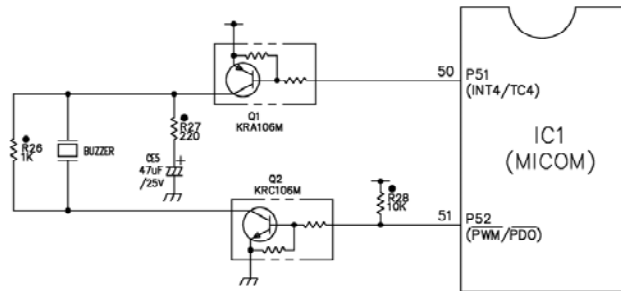 50
P51
(INT4/TC4)
Q1
KRA106M
R26
1K
BUZZER
R27
220
CE5
47uF
/25V
IC1
(MICOM)
Q2
KRC106M
R28
10K
51
P52
(PWM/PDO)